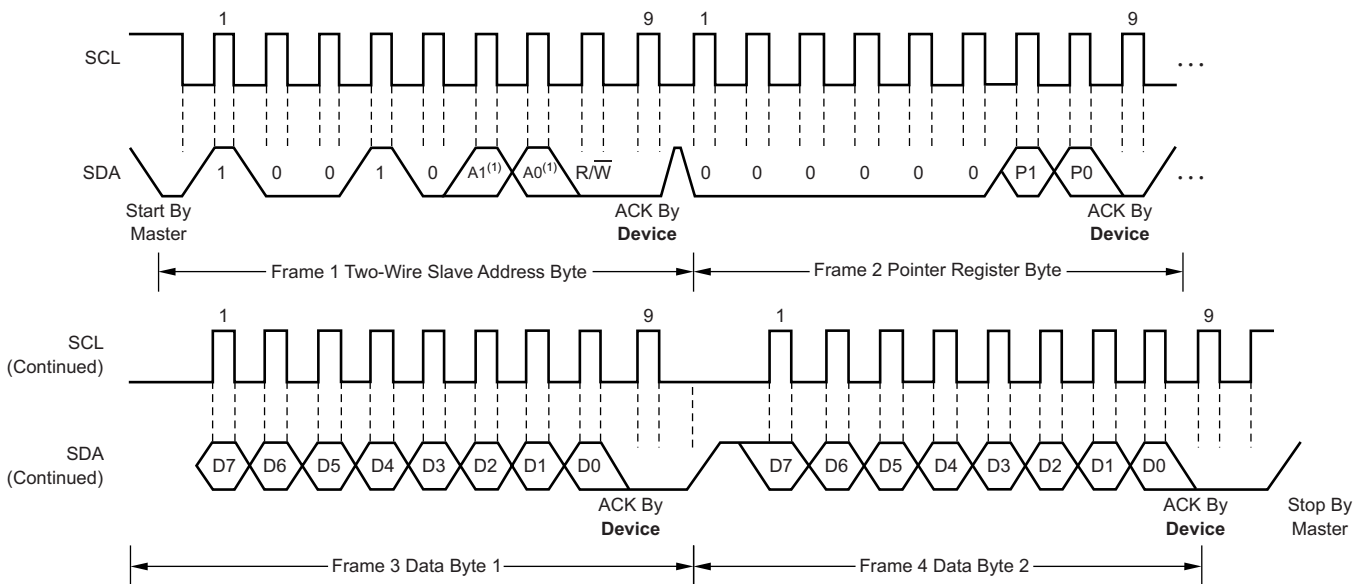 1 9 1 9
SCL ...
SDA 1 0 0 1 0 A1(1) A0(1) R/W̅ 0 0 0 0 0 0 P1 P0 ...
Start By Master ACK By Device ACK By Device
Frame 1 Two-Wire Slave Address Byte Frame 2 Pointer Register Byte
1 9 1 9
SCL (Continued)
SDA (Continued) D7 D6 D5 D4 D3 D2 D1 D0 D7 D6 D5 D4 D3 D2 D1 D0
ACK By Device ACK By Device Stop By Master
Frame 3 Data Byte 1 Frame 4 Data Byte 2